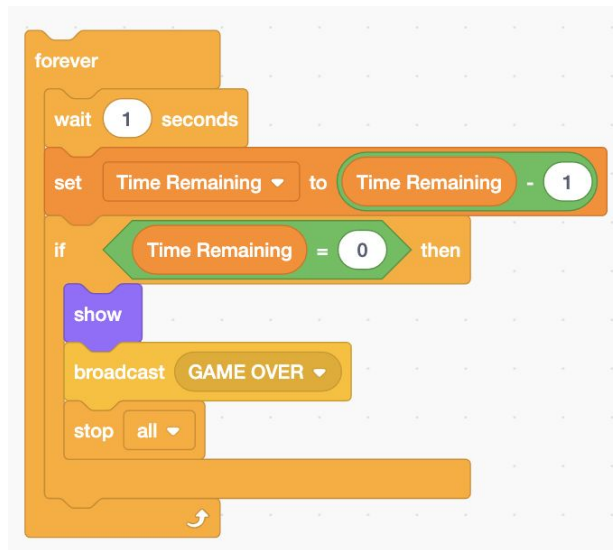 forever
wait 1 seconds
set Time Remaining to Time Remaining - 1
if Time Remaining = 0 then
show
broadcast GAME OVER
stop all